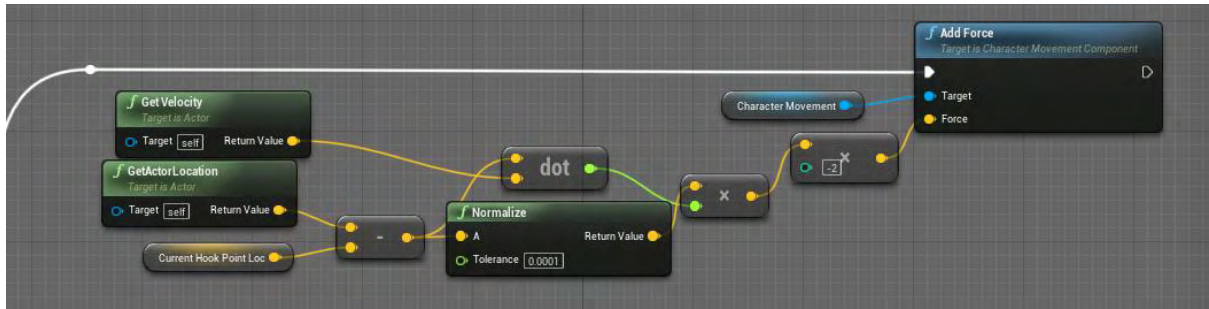 Add Force
Target is Character Movement Component
Target
Force
Character Movement
Get Velocity
Target is Actor
Target self Return Value
GetActorLocation
Target is Actor
Target self Return Value
Current Hook Point Loc
-
dot
Normalize
A Return Value
Tolerance 0.0001
×
-2 ×